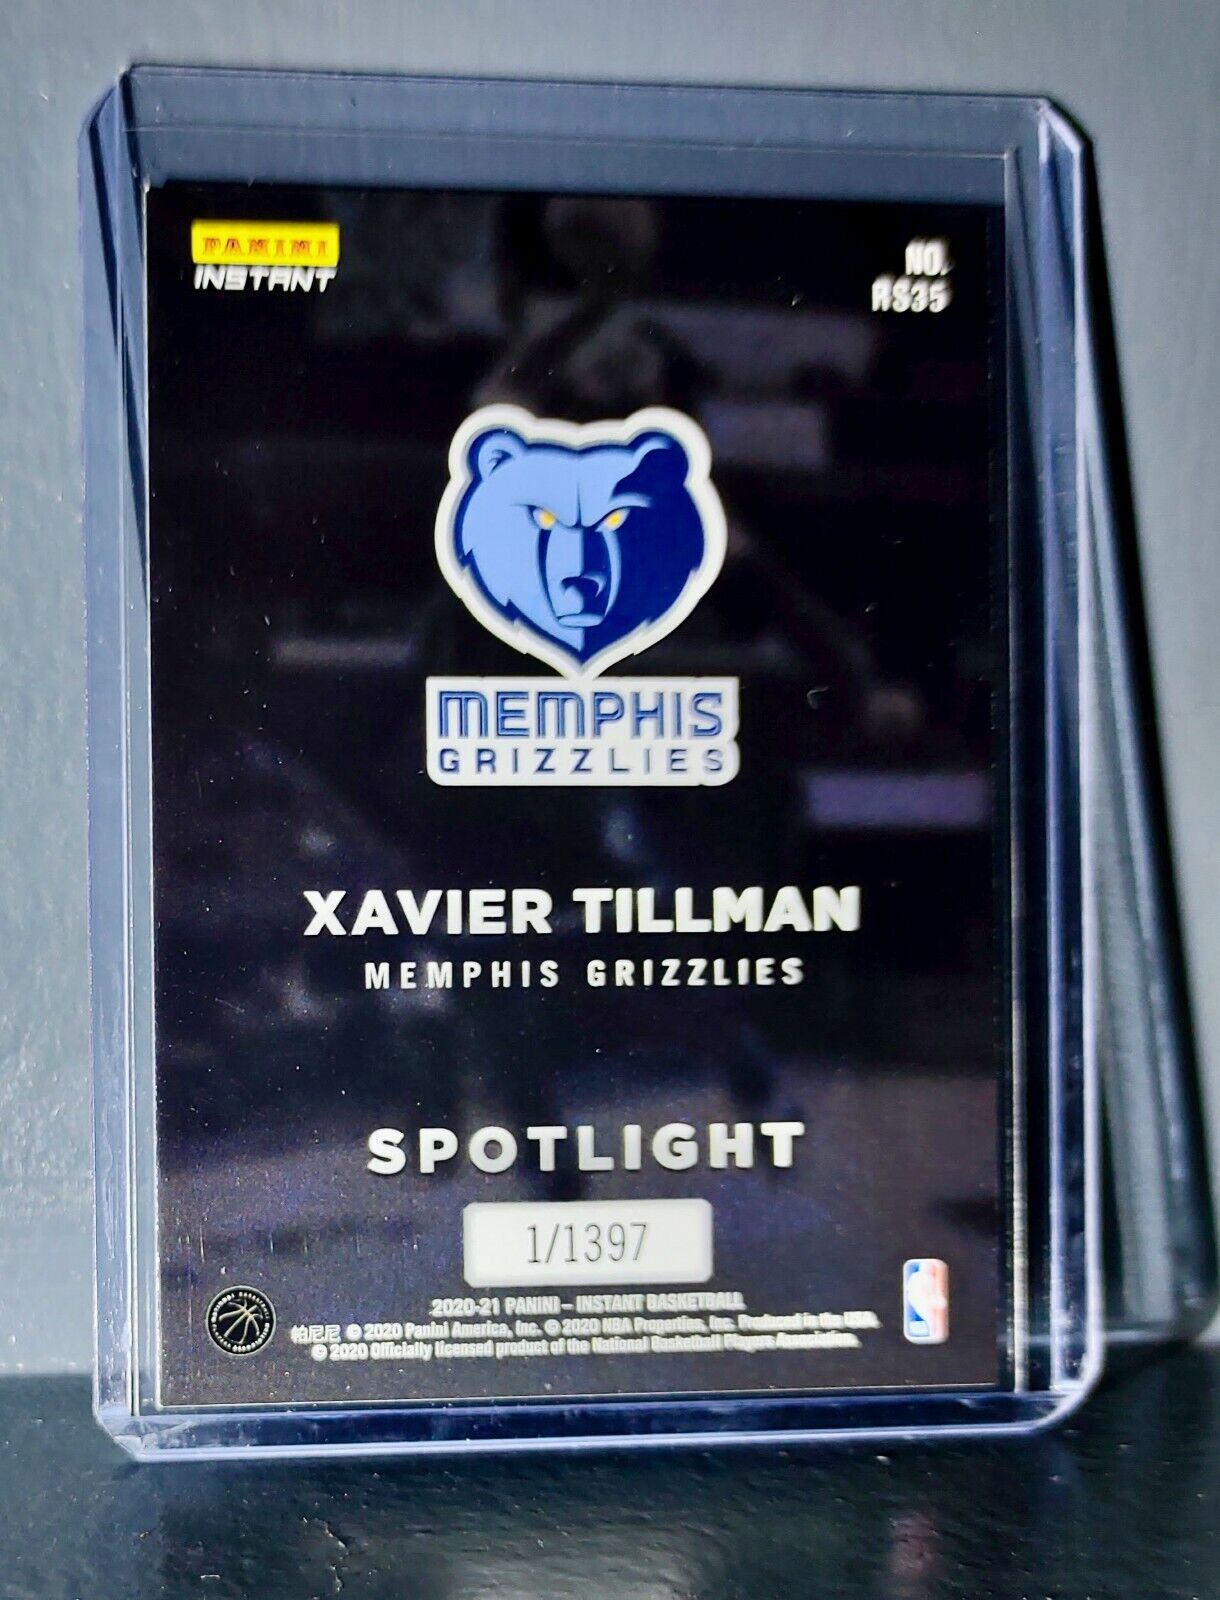 PANINI
INSTANT
NO.
RS35
MEMPHIS
GRIZZLIES
XAVIER TILLMAN
MEMPHIS GRIZZLIES
SPOTLIGHT
1/1397
2020-21 PANINI – INSTANT BASKETBALL
帕尼尼 © 2020 Panini America, Inc. © 2020 NBA Properties, Inc. Produced in the USA.
© 2020 Officially licensed product of the National Basketball Players Association.